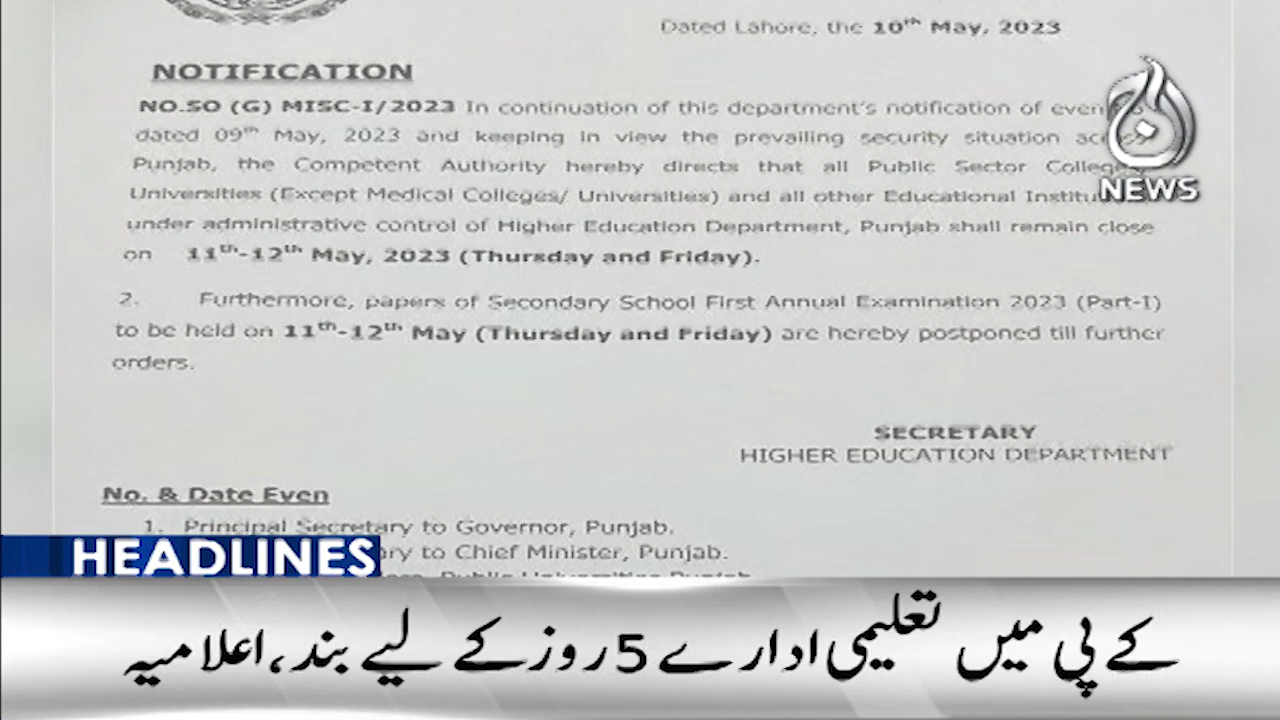 Dated Lahore, the 10th May, 2023
NOTIFICATION
NO.SO (G) MISC-I/2023 In continuation of this department's notification of even
dated 09th May, 2023 and keeping in view the prevailing security situation
Punjab, the Competent Authority hereby directs that all Public Sector
Universities (Except Medical Colleges/ Universities) and all other Educational
under administrative control of Higher Education Department, Punjab shall remain close
on 11th-12th May, 2023 (Thursday and Friday).
2. Furthermore, papers of Secondary School First Annual Examination 2023 (Part-I)
to be held on 11th-12th May (Thursday and Friday) are hereby postponed till further
orders.
SECRETARY
HIGHER EDUCATION DEPARTMENT
No. & Date Even
1. Principal Secretary to Governor, Punjab.
to Chief Minister, Punjab.
Public Universities Punjab
آج
NEWS
HEADLINES
کے پی میں تعلیمی ادارے 5 روز کے لیے بند، اعلامیہ